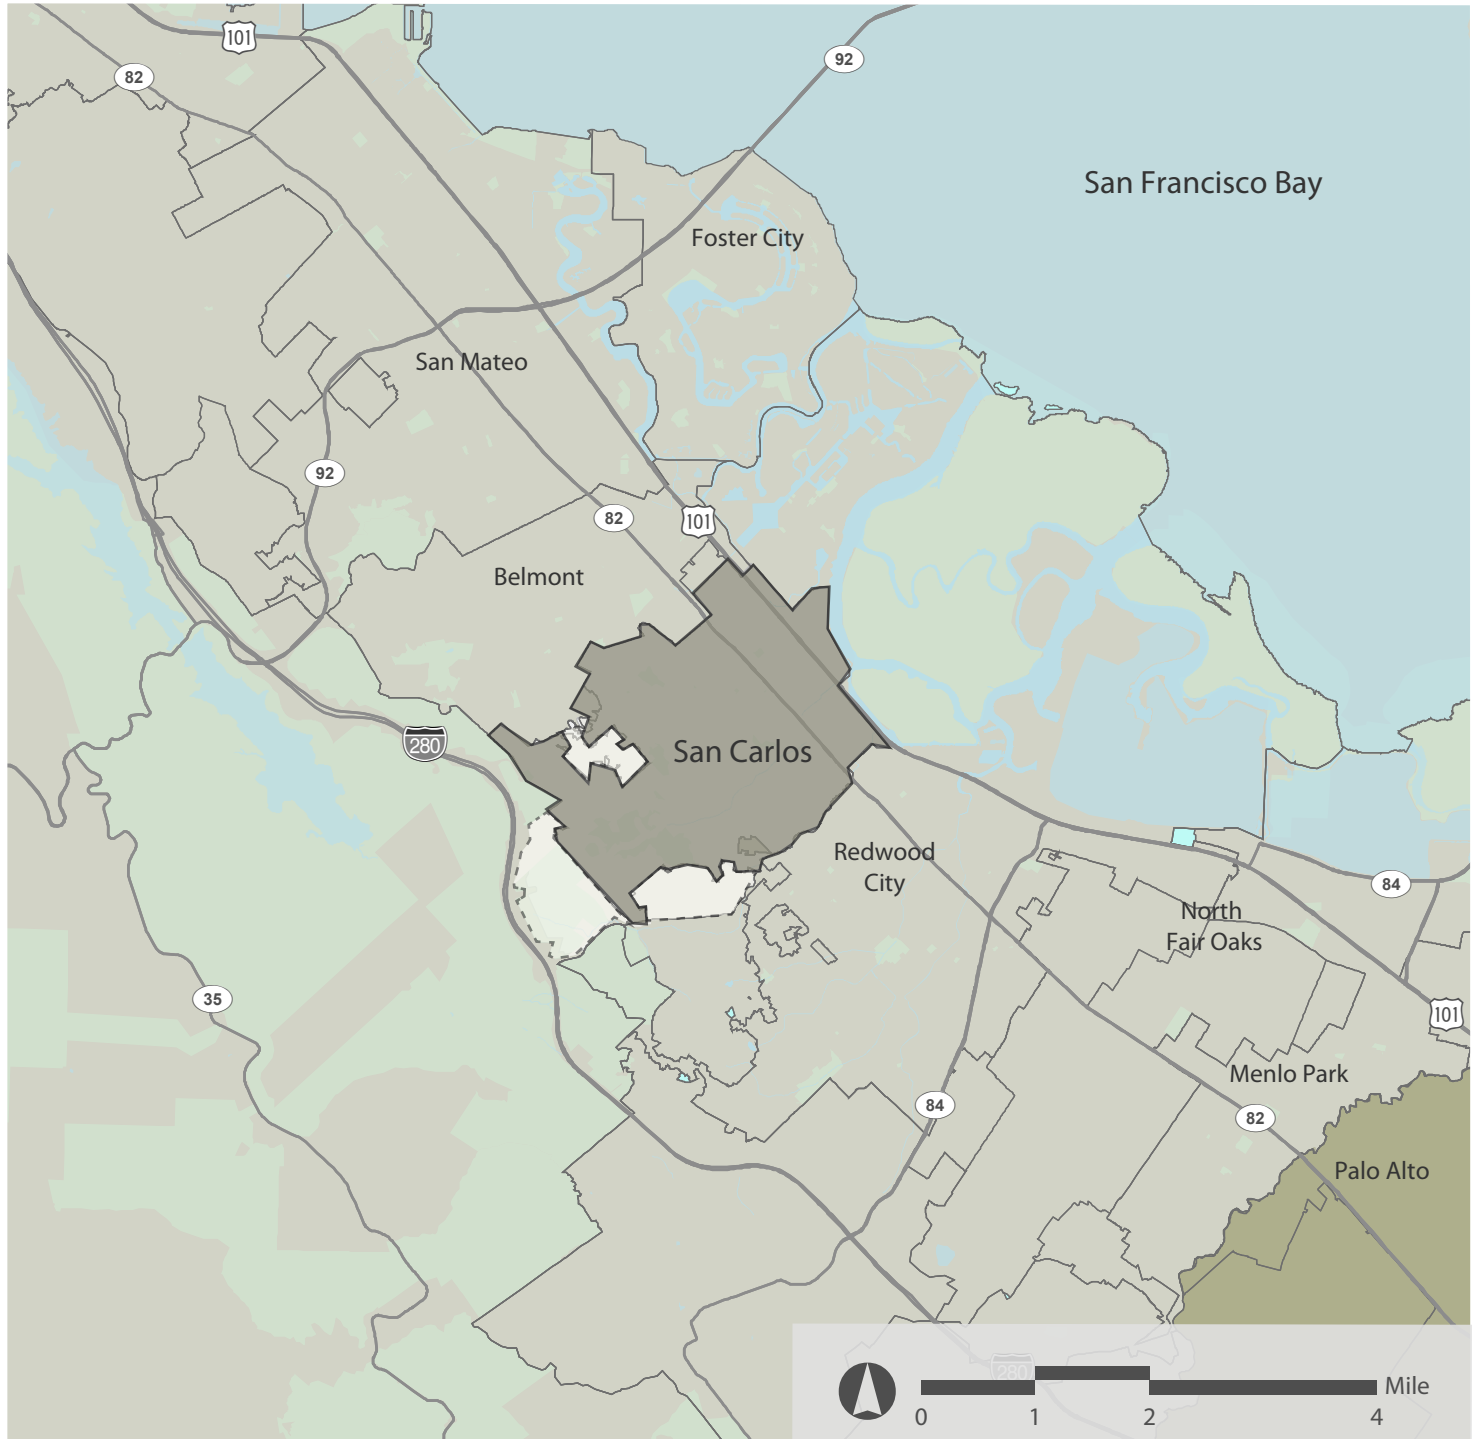 101
82
92
San Francisco Bay
Foster City
San Mateo
92
82
101
Belmont
280
San Carlos
Redwood
City
84
North
Fair Oaks
35
101
Menlo Park
84
82
Palo Alto
280
Mile
0 1 2 4